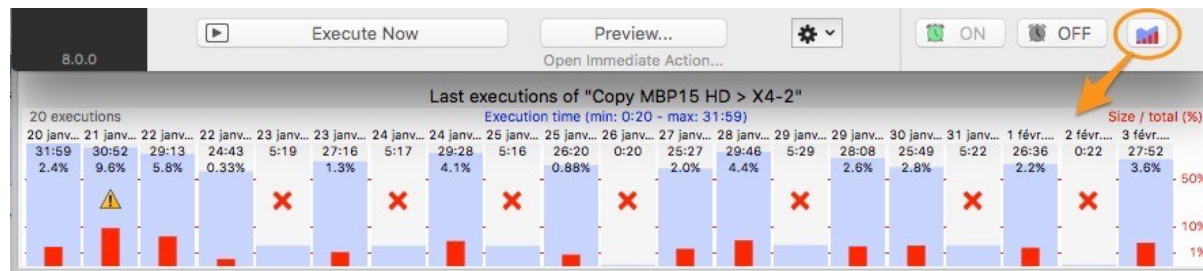 Execute Now Preview... ON OFF
8.0.0 Open Immediate Action...
Last executions of "Copy MBP15 HD > X4-2"
20 executions Execution time (min: 0:20 - max: 31:59) Size / total (%)
20 janv... 21 janv... 22 janv... 22 janv... 23 janv... 23 janv... 24 janv... 24 janv... 25 janv... 25 janv... 26 janv... 27 janv... 28 janv... 29 janv... 29 janv... 30 janv... 31 janv... 1 févr.... 2 févr.... 3 févr....
31:59 30:52 29:13 24:43 5:19 27:16 5:17 29:28 5:16 26:20 0:20 25:27 29:46 5:29 28:08 25:49 5:22 26:36 0:22 27:52
2.4% 9.6% 5.8% 0.33% 1.3% 4.1% 0.88% 2.0% 4.4% 2.6% 2.8% 2.2% 3.6%
50%
10%
1%